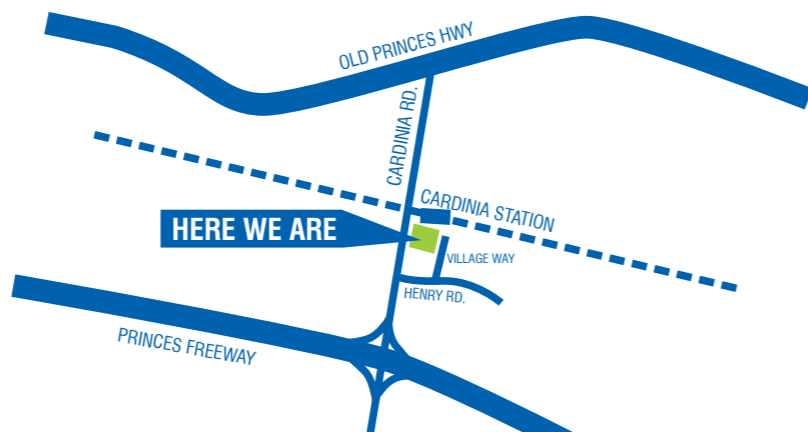 OLD PRINCES HWY
CARDINIA RD.
CARDINIA STATION
HERE WE ARE
VILLAGE WAY
HENRY RD.
PRINCES FREEWAY